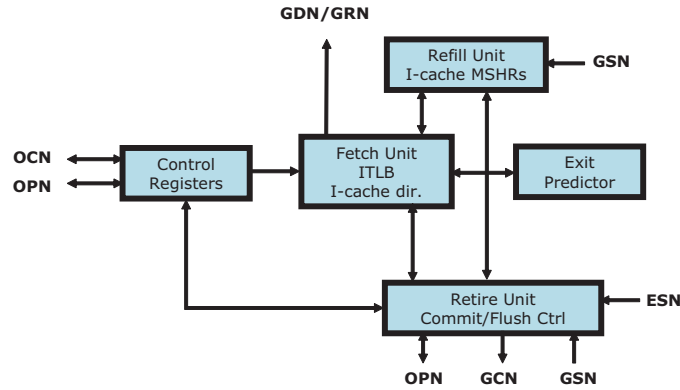 GDN/GRN
Refill Unit
I-cache MSHRs
GSN
OCN
OPN
Control
Registers
Fetch Unit
ITLB
I-cache dir.
Exit
Predictor
Retire Unit
Commit/Flush Ctrl
ESN
OPN
GCN
GSN